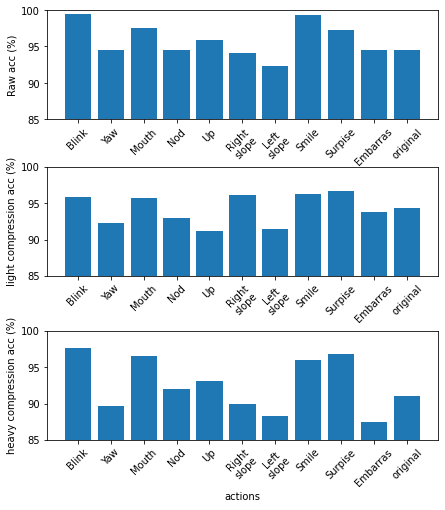 Raw acc (%)
100
95
90
85
Blink
Yaw
Mouth
Nod
Up
Right
slope
Left
slope
Smile
Surpise
Embarras
original
light compression acc (%)
100
95
90
85
Blink
Yaw
Mouth
Nod
Up
Right
slope
Left
slope
Smile
Surpise
Embarras
original
heavy compression acc (%)
100
95
90
85
Blink
Yaw
Mouth
Nod
Up
Right
slope
Left
slope
Smile
Surpise
Embarras
original
actions